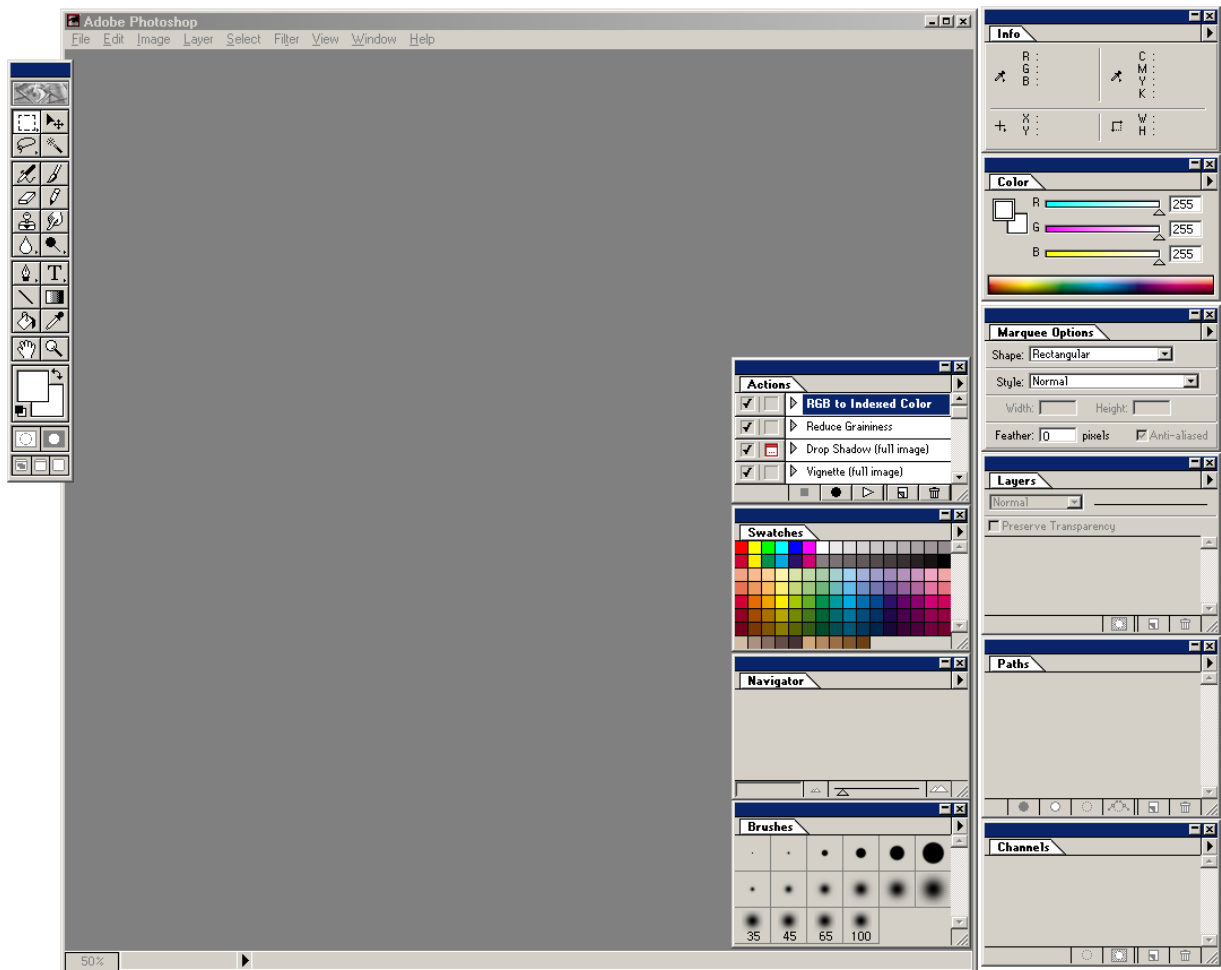 Adobe Photoshop
File Edit Image Layer Select Filter View Window Help
T
50%
Actions
RGB to Indexed Color
Reduce Graininess
Drop Shadow (full image)
Vignette (full image)
Swatches
Navigator
Brushes
35 45 65 100
Info
R :
G :
B :
C :
M :
Y :
K :
X :
Y :
W :
H :
Color
R 255
G 255
B 255
Marquee Options
Shape: Rectangular
Style: Normal
Width: Height:
Feather: 0 pixels Anti-aliased
Layers
Normal
Preserve Transparency
Paths
Channels